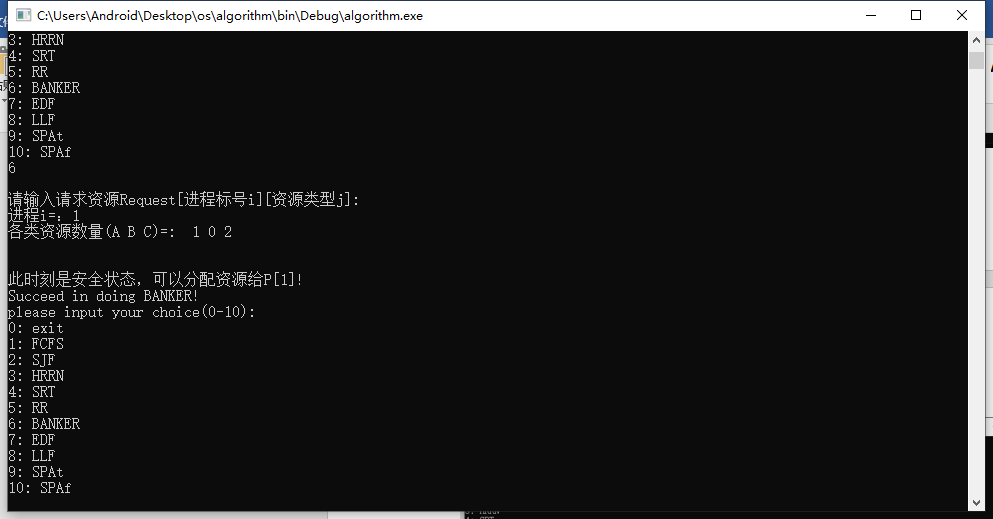 C:\Users\Android\Desktop\os\algorithm\bin\Debug\algorithm.exe
3: HRRN
4: SRT
5: RR
6: BANKER
7: EDF
8: LLF
9: SPAt
10: SPAf
6
请输入请求资源Request[进程标号i][资源类型j]:
进程i=：1
各类资源数量(A B C)=:  1 0 2
此时刻是安全状态，可以分配资源给P[1]!
Succeed in doing BANKER!
please input your choice(0-10):
0: exit
1: FCFS
2: SJF
3: HRRN
4: SRT
5: RR
6: BANKER
7: EDF
8: LLF
9: SPAt
10: SPAf